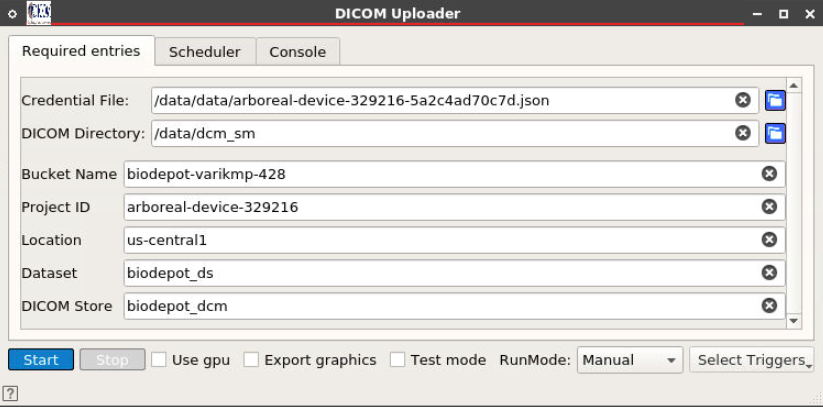 DICOM Uploader
Required entries Scheduler Console
Credential File: /data/data/arboreal-device-329216-5a2c4ad70c7d.json
DICOM Directory: /data/dcm_sm
Bucket Name biodepot-varikmp-428
Project ID arboreal-device-329216
Location us-central1
Dataset biodepot_ds
DICOM Store biodepot_dcm
Start Stop Use gpu Export graphics Test mode RunMode: Manual Select Triggers
?